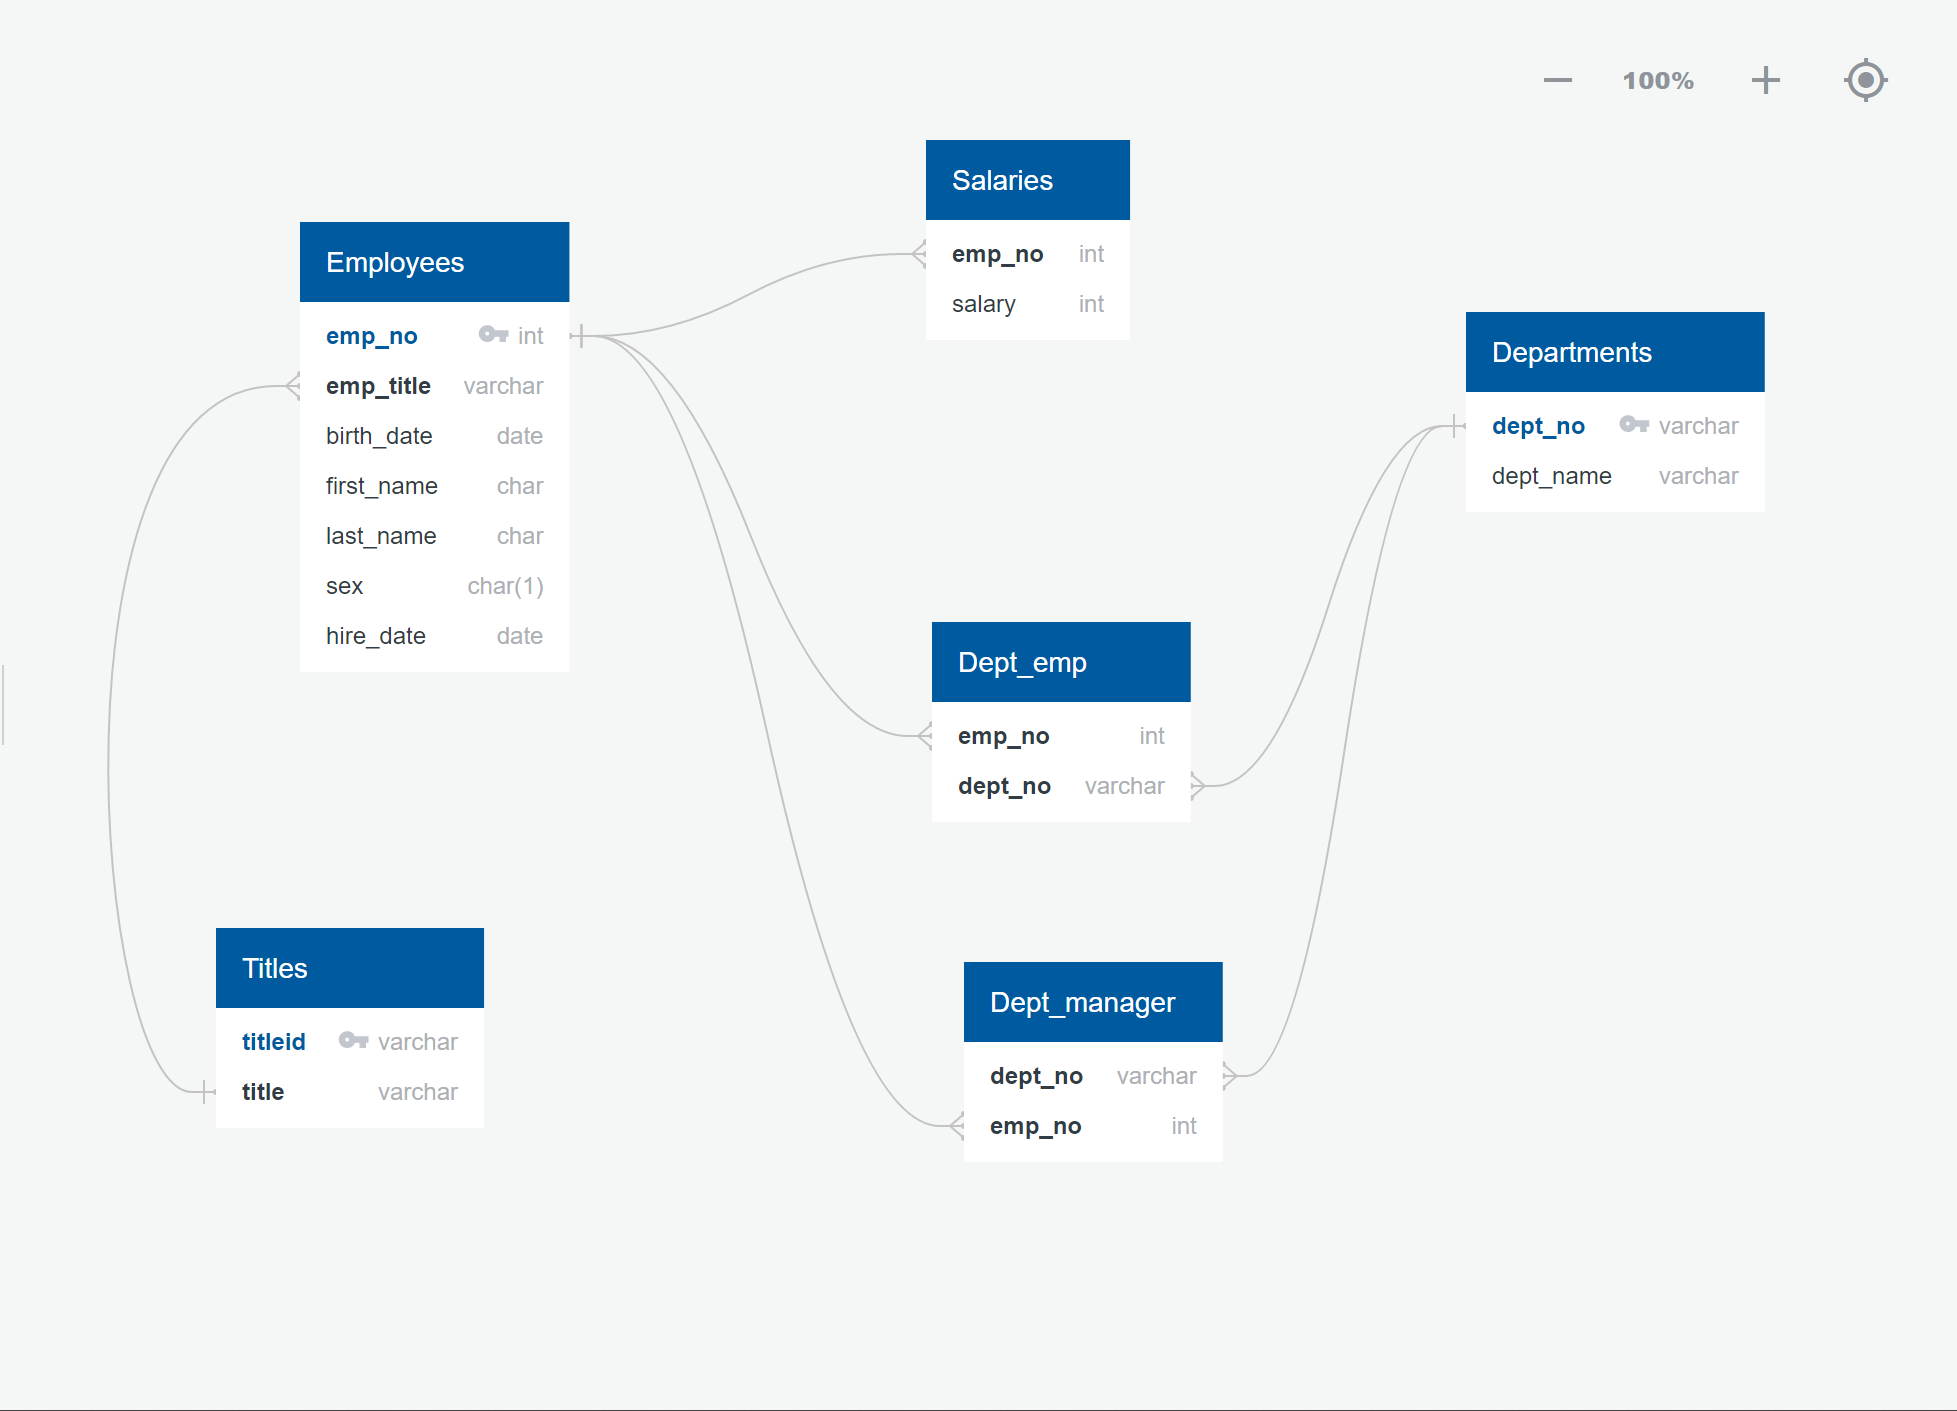 100%
Salaries
emp_no int
salary int
Employees
emp_no int
emp_title varchar
birth_date date
first_name char
last_name char
sex char(1)
hire_date date
Departments
dept_no varchar
dept_name varchar
Dept_emp
emp_no int
dept_no varchar
Titles
titleid varchar
title varchar
Dept_manager
dept_no varchar
emp_no int